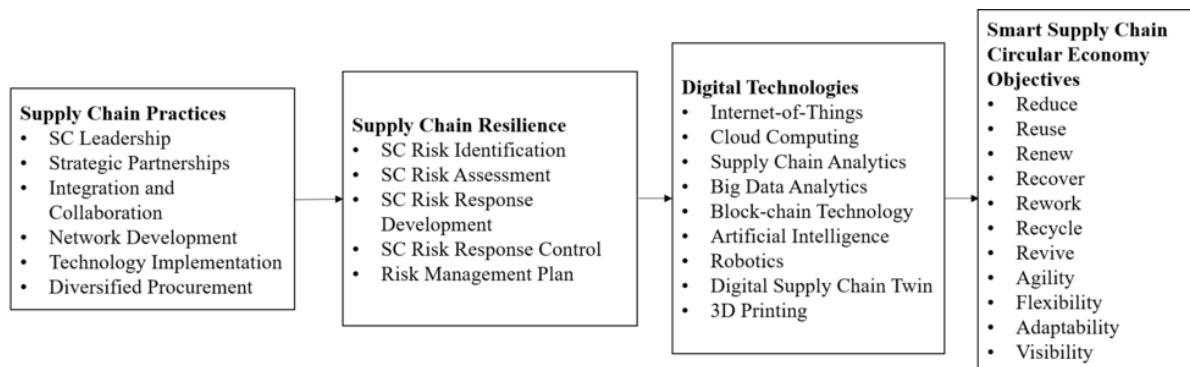 Supply Chain Practices
• SC Leadership
• Strategic Partnerships
• Integration and
Collaboration
• Network Development
• Technology Implementation
• Diversified Procurement
Supply Chain Resilience
• SC Risk Identification
• SC Risk Assessment
• SC Risk Response
Development
• SC Risk Response Control
• Risk Management Plan
Digital Technologies
• Internet-of-Things
• Cloud Computing
• Supply Chain Analytics
• Big Data Analytics
• Block-chain Technology
• Artificial Intelligence
• Robotics
• Digital Supply Chain Twin
• 3D Printing
Smart Supply Chain
Circular Economy
Objectives
• Reduce
• Reuse
• Renew
• Recover
• Rework
• Recycle
• Revive
• Agility
• Flexibility
• Adaptability
• Visibility